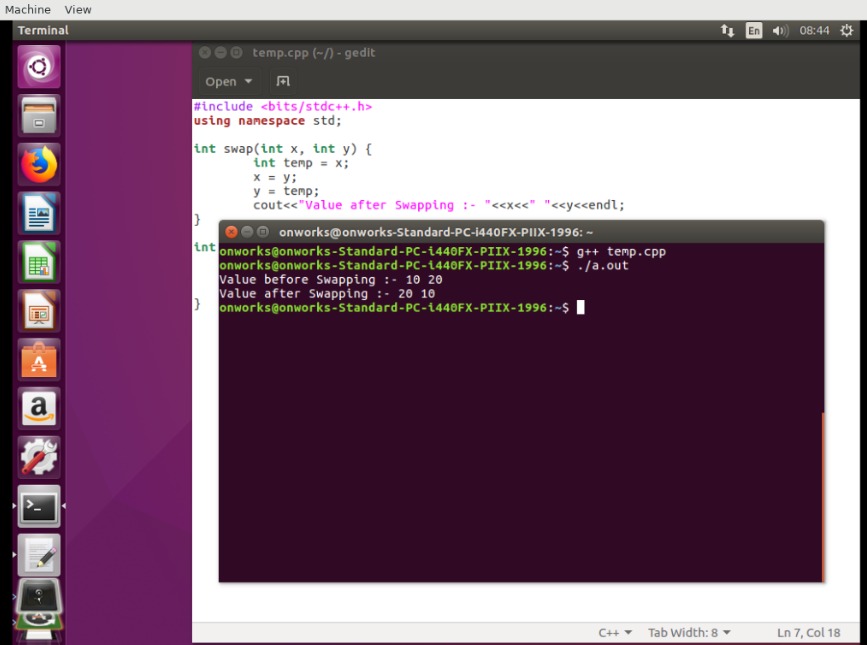 Machine View
Terminal
En 08:44
temp.cpp (~/) - gedit
Open
#include <bits/stdc++.h>
using namespace std;
int swap(int x, int y) {
int temp = x;
x = y;
y = temp;
cout<<"Value after Swapping :- "<<x<<" "<<y<<endl;
}
int
}
onworks@onworks-Standard-PC-i440FX-PIIX-1996: ~
onworks@onworks-Standard-PC-i440FX-PIIX-1996:~$ g++ temp.cpp
onworks@onworks-Standard-PC-i440FX-PIIX-1996:~$ ./a.out
Value before Swapping :- 10 20
Value after Swapping :- 20 10
onworks@onworks-Standard-PC-i440FX-PIIX-1996:~$
A
a
>_
C++ Tab Width: 8 Ln 7, Col 18